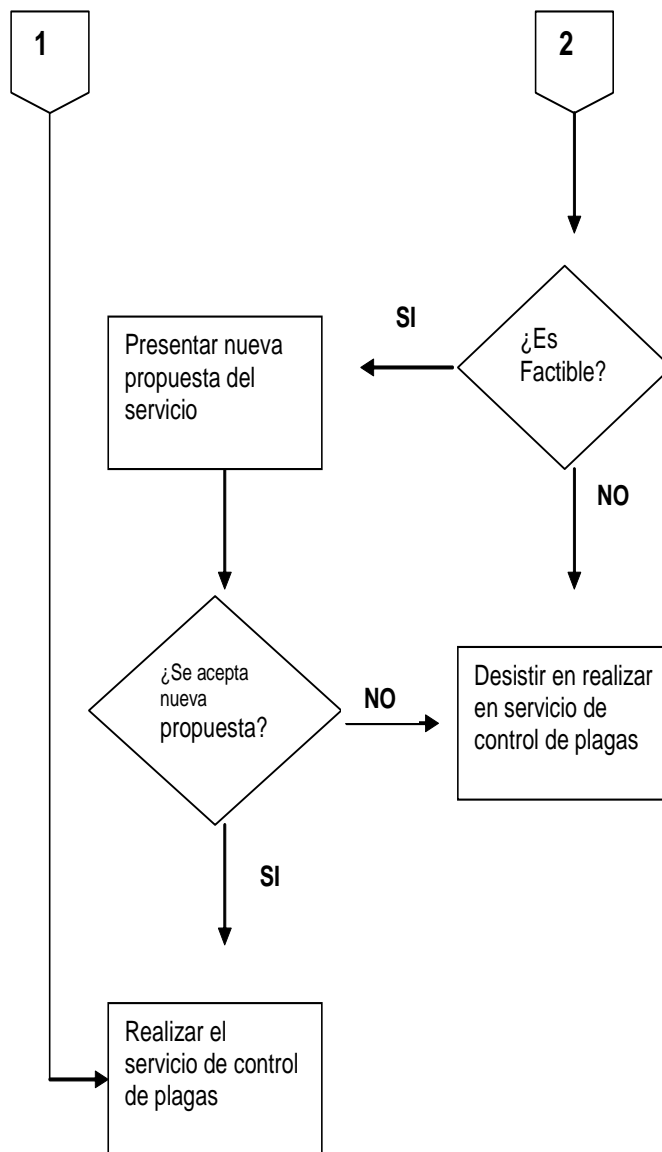 1
2
SI
¿Es
Factible?
Presentar nueva
propuesta del
servicio
NO
¿Se acepta
nueva
propuesta?
NO
Desistir en realizar
en servicio de
control de plagas
SI
Realizar el
servicio de control
de plagas